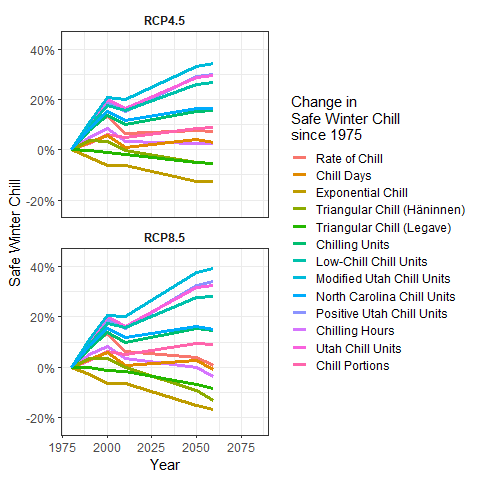 RCP4.5
40%
20%
0%
-20%
RCP8.5
40%
20%
0%
-20%
1975
2000
2025
2050
2075
Year
Safe Winter Chill
Change in
Safe Winter Chill
since 1975
Rate of Chill
Chill Days
Exponential Chill
Triangular Chill (Häninnen)
Triangular Chill (Legave)
Chilling Units
Low-Chill Chill Units
Modified Utah Chill Units
North Carolina Chill Units
Positive Utah Chill Units
Chilling Hours
Utah Chill Units
Chill Portions